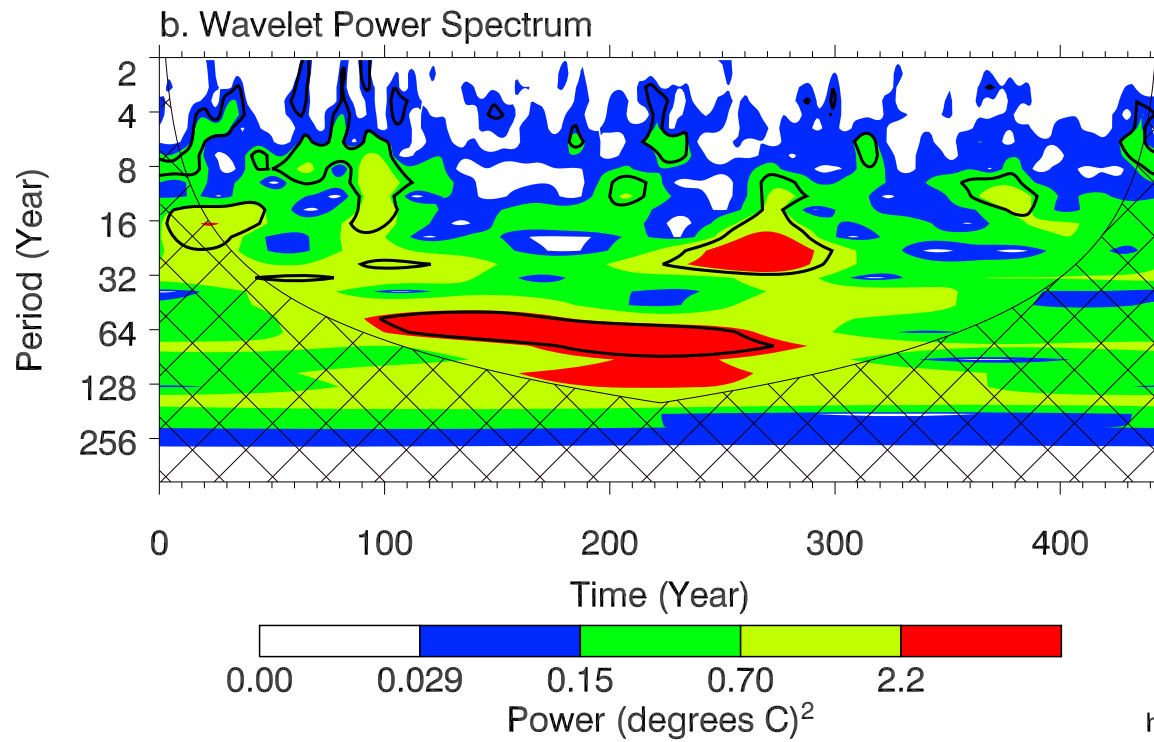 b. Wavelet Power Spectrum
2
4
8
16
32
64
128
256
Period (Year)
0 100 200 300 400
Time (Year)
0.00 0.029 0.15 0.70 2.2
Power (degrees C)²